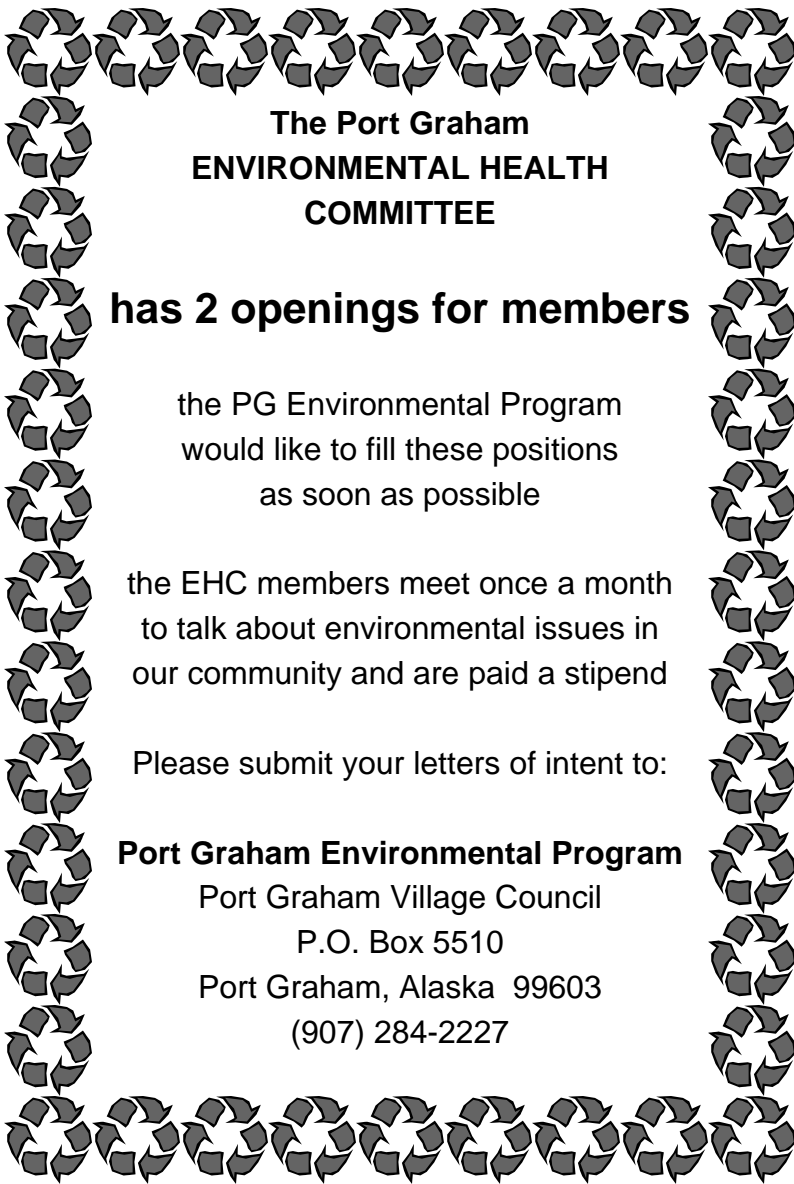 The Port Graham
ENVIRONMENTAL HEALTH
COMMITTEE
has 2 openings for members
the PG Environmental Program
would like to fill these positions
as soon as possible
the EHC members meet once a month
to talk about environmental issues in
our community and are paid a stipend
Please submit your letters of intent to:
Port Graham Environmental Program
Port Graham Village Council
P.O. Box 5510
Port Graham, Alaska  99603
(907) 284-2227